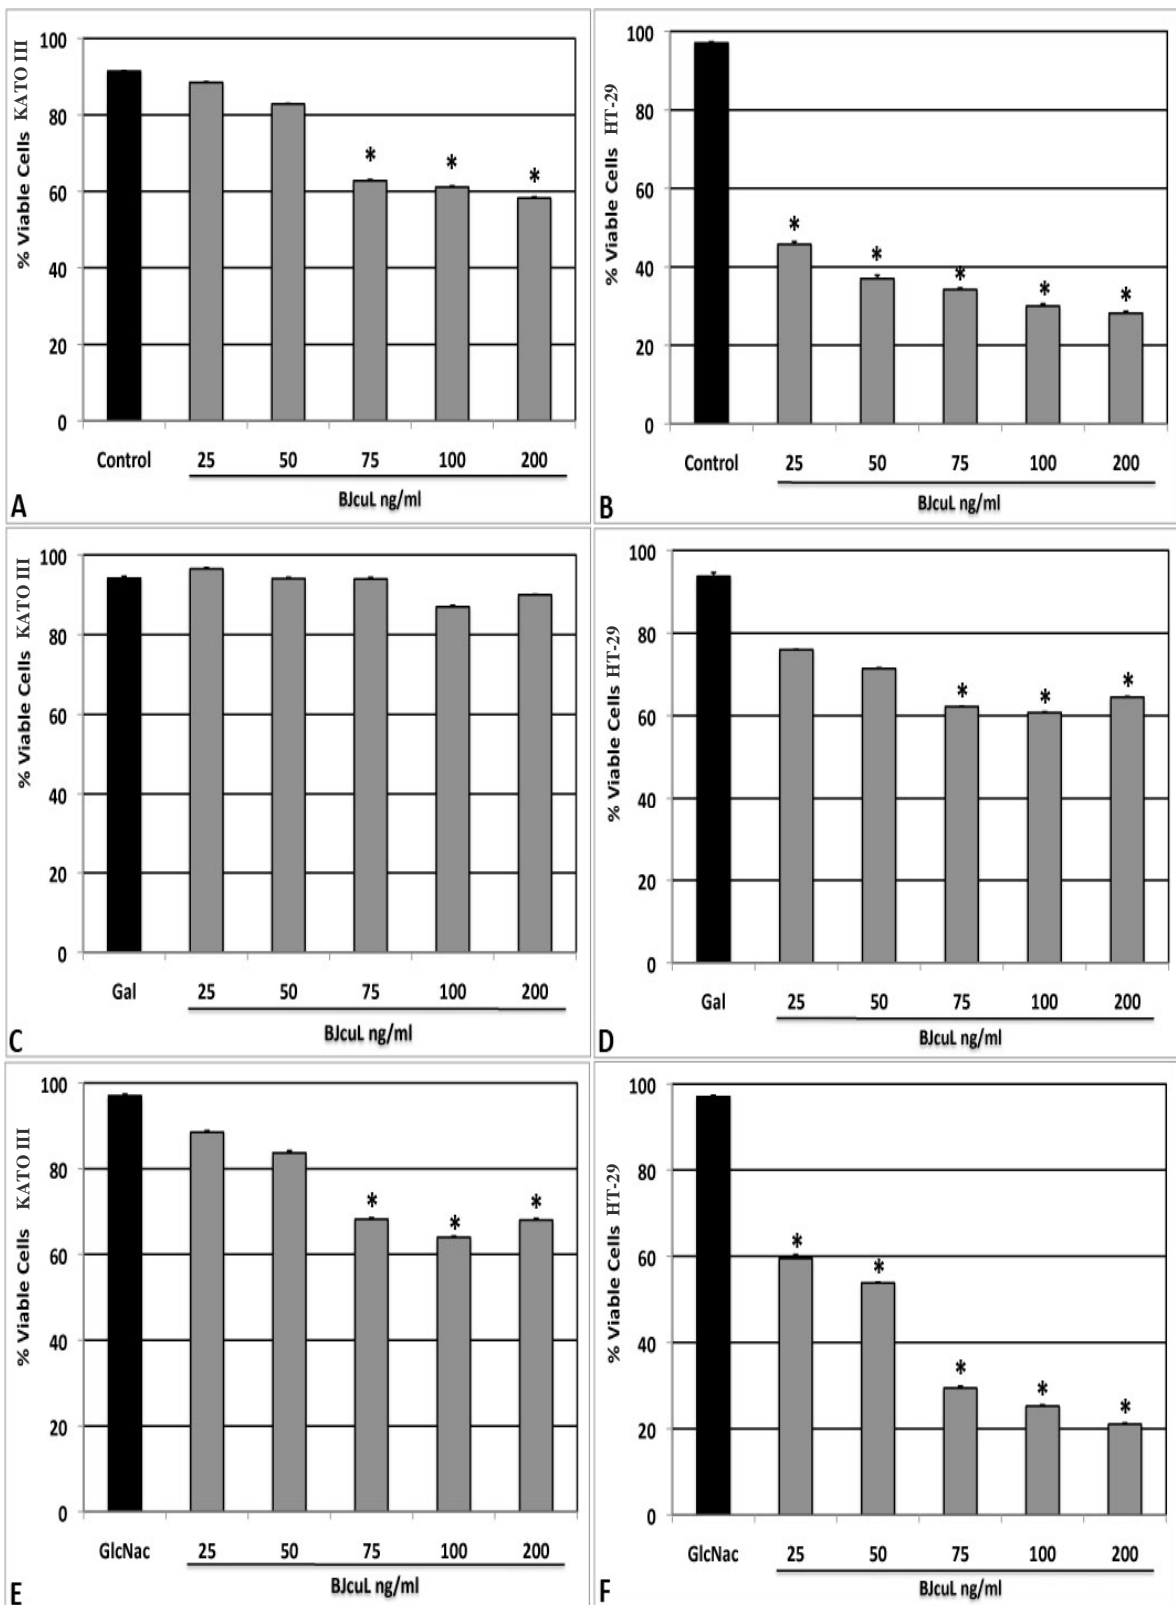 % Viable Cells KATO III
100
80
60
40
20
0
* * *
Control 25 50 75 100 200
BJcuL ng/ml
A
% Viable Cells HT-29
100
80
60
40
20
0
* * * * *
Control 25 50 75 100 200
BJcuL ng/ml
B
% Viable Cells KATO III
100
80
60
40
20
0
Gal 25 50 75 100 200
BJcuL ng/ml
C
% Viable Cells HT-29
100
80
60
40
20
0
* * *
Gal 25 50 75 100 200
BJcuL ng/ml
D
% Viable Cells KATO III
100
80
60
40
20
0
* * *
GlcNac 25 50 75 100 200
BJcuL ng/ml
E
% Viable Cells HT-29
100
80
60
40
20
0
* * * * *
GlcNac 25 50 75 100 200
BJcuL ng/ml
F